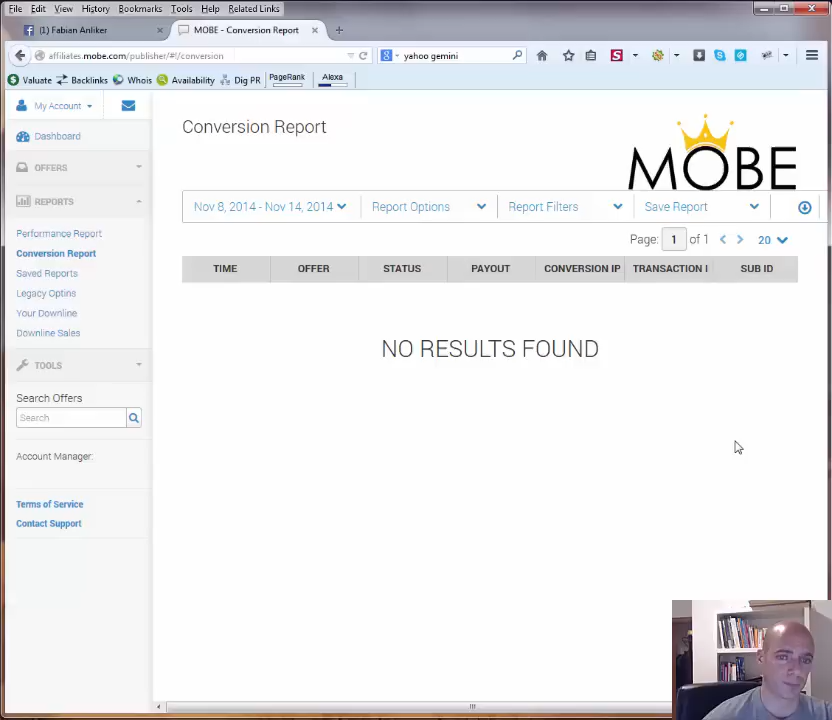 File Edit View History Bookmarks Tools Help Related Links
(1) Fabian Anliker
MOBE - Conversion Report
affiliates.mobe.com/publisher/#!/conversion
yahoo gemini
Valuate Backlinks Whois Availability Dig PR PageRank Alexa
My Account
Dashboard
OFFERS
REPORTS
Performance Report
Conversion Report
Saved Reports
Legacy Optins
Your Downline
Downline Sales
TOOLS
Search Offers
Search
Account Manager:
Terms of Service
Contact Support
Conversion Report
MOBE
Nov 8, 2014 - Nov 14, 2014 Report Options Report Filters Save Report
Page: 1 of 1 20
TIME OFFER STATUS PAYOUT CONVERSION IP TRANSACTION I SUB ID
NO RESULTS FOUND